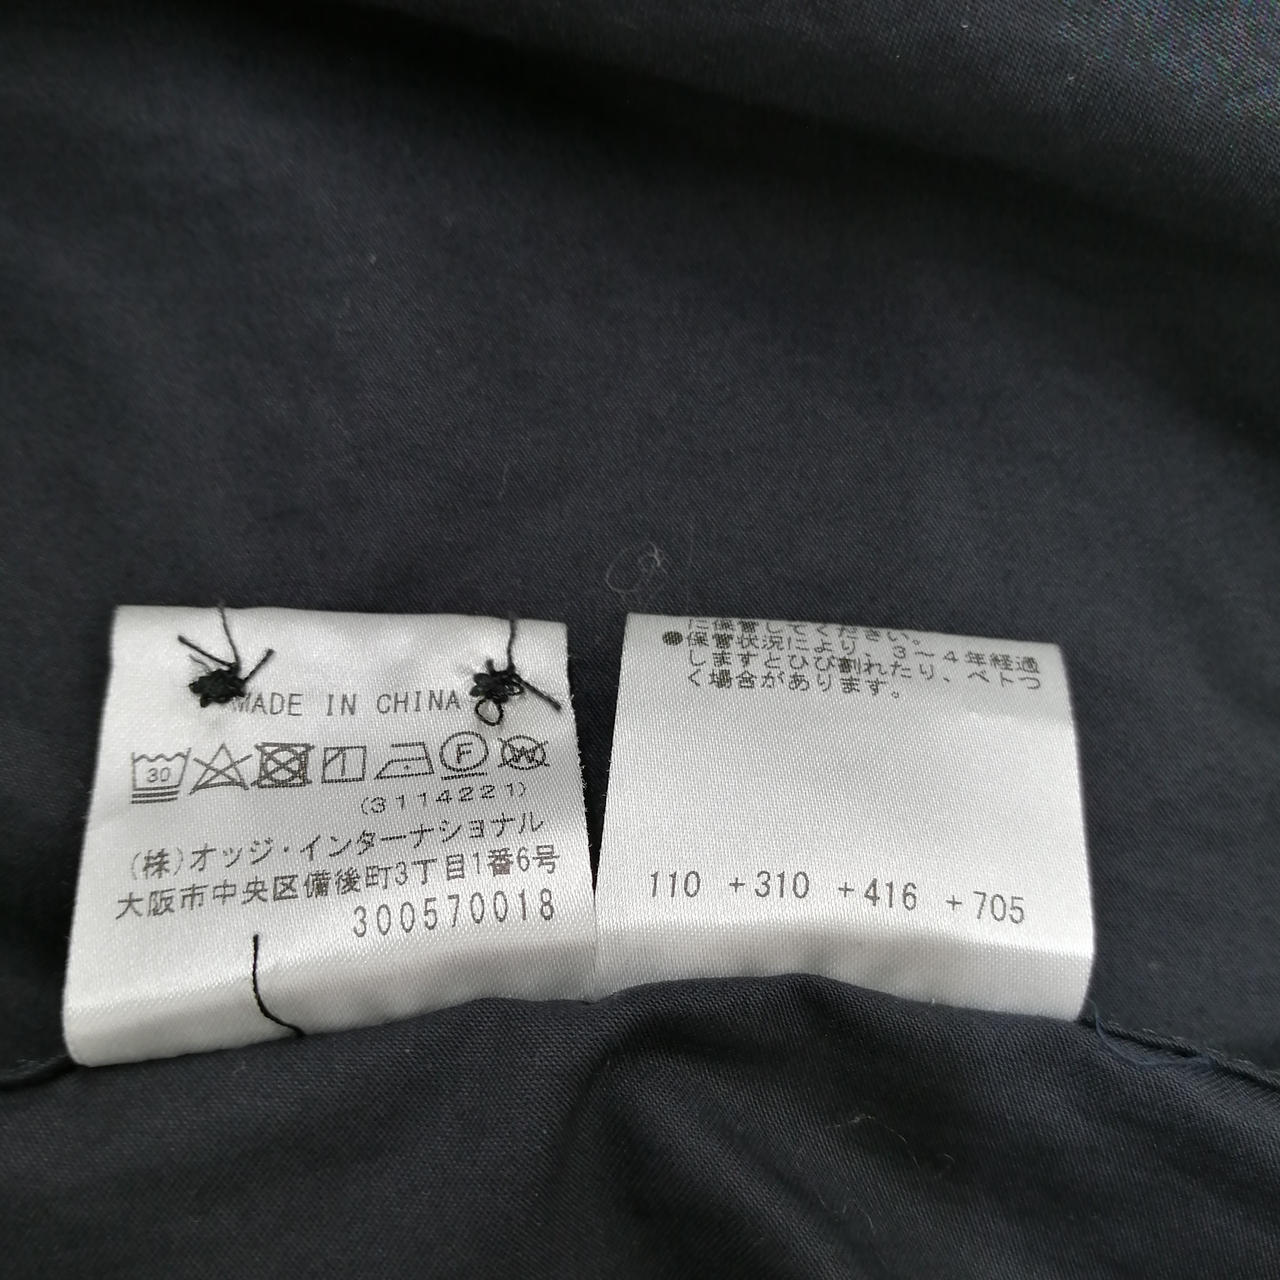 MADE IN CHINA
30
F
W
(3114221)
(株)オッジ・インターナショナル
大阪市中央区備後町3丁目1番6号
300570018
に保管してください。
●保管状況により、3〜4年経過
しますとひび割れたり、ベトつ
く場合があります。
110 +310 +416 +705